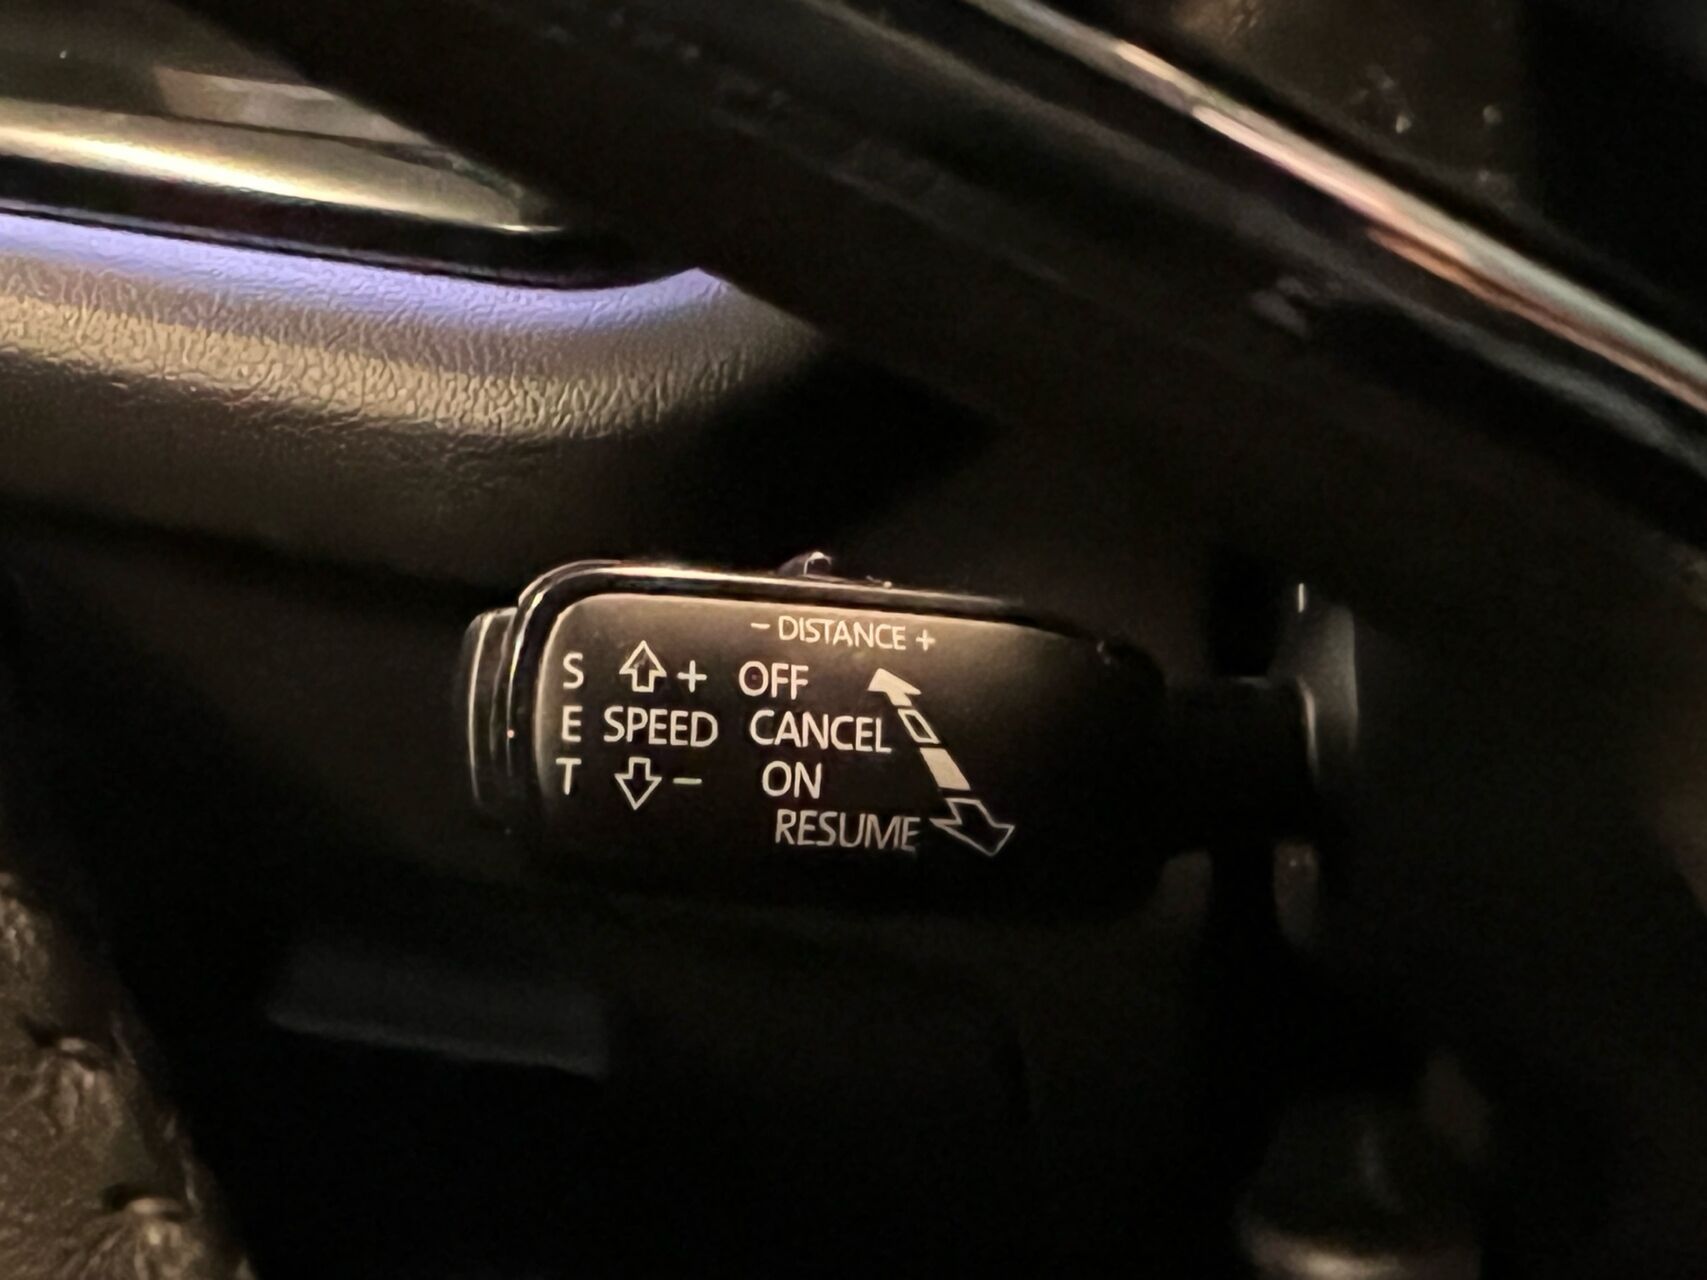 - DISTANCE +
S + OFF
E SPEED CANCEL
T - ON
RESUME